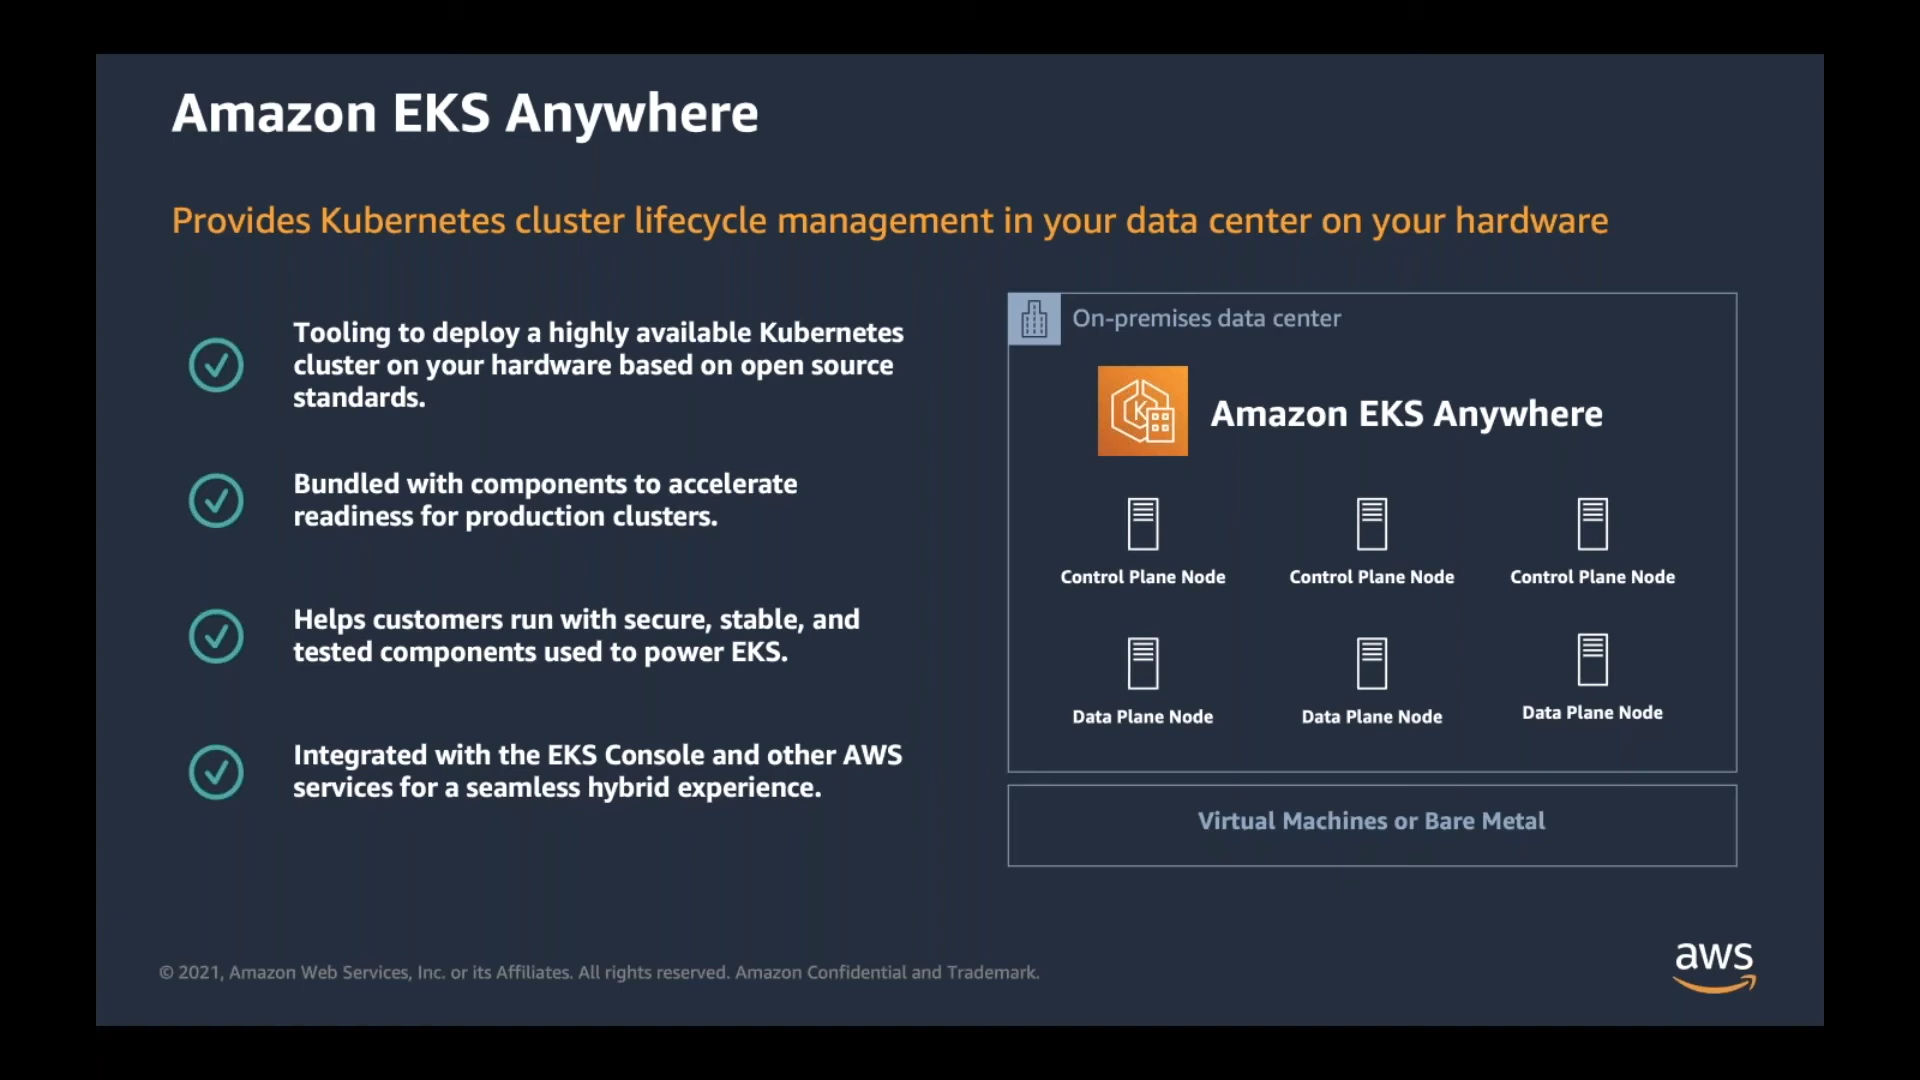 Amazon EKS Anywhere
Provides Kubernetes cluster lifecycle management in your data center on your hardware
Tooling to deploy a highly available Kubernetes
cluster on your hardware based on open source
standards.
Bundled with components to accelerate
readiness for production clusters.
Helps customers run with secure, stable, and
tested components used to power EKS.
Integrated with the EKS Console and other AWS
services for a seamless hybrid experience.
On-premises data center
K
Amazon EKS Anywhere
Control Plane Node
Control Plane Node
Control Plane Node
Data Plane Node
Data Plane Node
Data Plane Node
Virtual Machines or Bare Metal
© 2021, Amazon Web Services, Inc. or its Affiliates. All rights reserved. Amazon Confidential and Trademark.
aws